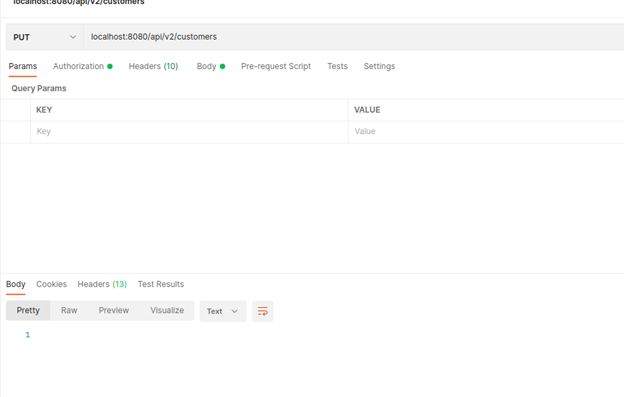 localhost:8080/api/v2/customers
PUT localhost:8080/api/v2/customers
Params Authorization Headers (10) Body Pre-request Script Tests Settings
Query Params
KEY VALUE
Key Value
Body Cookies Headers (13) Test Results
Pretty Raw Preview Visualize Text
1